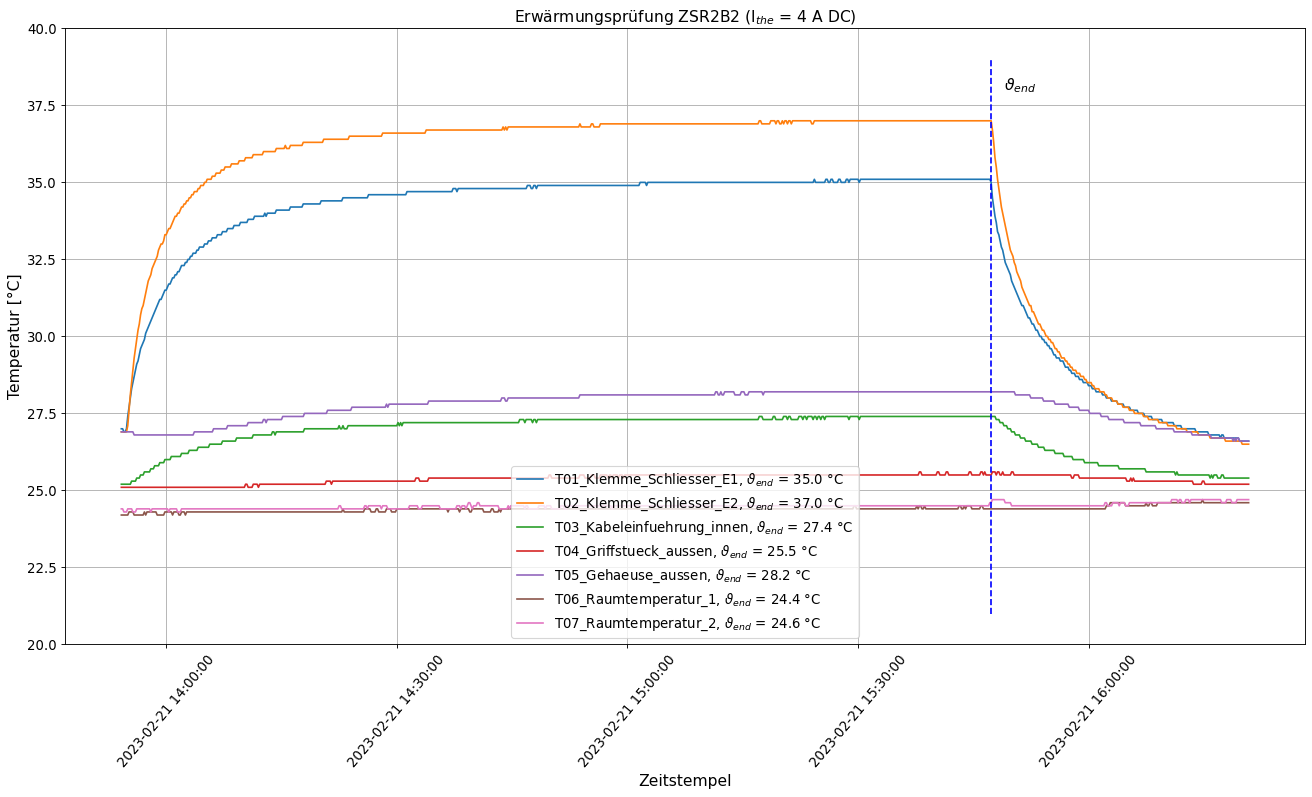 Erwärmungsprüfung ZSR2B2 (I_the = 4 A DC)
40.0
37.5
35.0
32.5
30.0
27.5
25.0
22.5
20.0
Temperatur [°C]
ϑ_end
T01_Klemme_Schliesser_E1, ϑ_end = 35.0 °C
T02_Klemme_Schliesser_E2, ϑ_end = 37.0 °C
T03_Kabeleinfuehrung_innen, ϑ_end = 27.4 °C
T04_Griffstueck_aussen, ϑ_end = 25.5 °C
T05_Gehaeuse_aussen, ϑ_end = 28.2 °C
T06_Raumtemperatur_1, ϑ_end = 24.4 °C
T07_Raumtemperatur_2, ϑ_end = 24.6 °C
2023-02-21 14:00:00
2023-02-21 14:30:00
2023-02-21 15:00:00
2023-02-21 15:30:00
2023-02-21 16:00:00
Zeitstempel